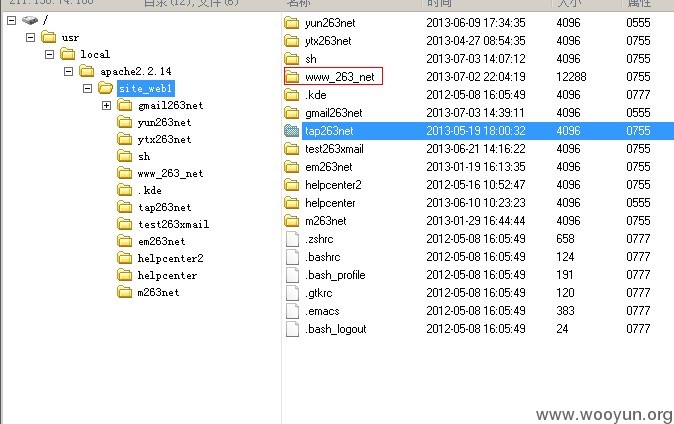 目录(12),文件(6)
名称 时间 大小 属性
/
usr
local
apache2.2.14
site_web1
gmail263net
yun263net
ytx263net
sh
www_263_net
.kde
tap263net
test263xmail
em263net
helpcenter2
helpcenter
m263net
yun263net 2013-06-09 17:34:35 4096 0555
ytx263net 2013-04-27 08:54:35 4096 0755
sh 2013-07-03 14:07:12 4096 0755
www_263_net 2013-07-02 22:04:19 12288 0755
.kde 2012-05-08 16:05:49 4096 0777
gmail263net 2013-07-03 14:39:11 4096 0755
tap263net 2013-05-19 18:00:32 4096 0755
test263xmail 2013-06-21 14:16:22 4096 0755
em263net 2013-01-19 16:13:35 4096 0755
helpcenter2 2012-05-16 10:52:47 4096 0555
helpcenter 2013-06-10 10:23:23 4096 0555
m263net 2013-01-29 16:44:44 4096 0755
.zshrc 2012-05-08 16:05:49 658 0777
.bashrc 2012-05-08 16:05:49 124 0777
.bash_profile 2012-05-08 16:05:49 191 0777
.gtkrc 2012-05-08 16:05:49 120 0777
.emacs 2012-05-08 16:05:49 383 0777
.bash_logout 2012-05-08 16:05:49 24 0777
www.wooyun.org